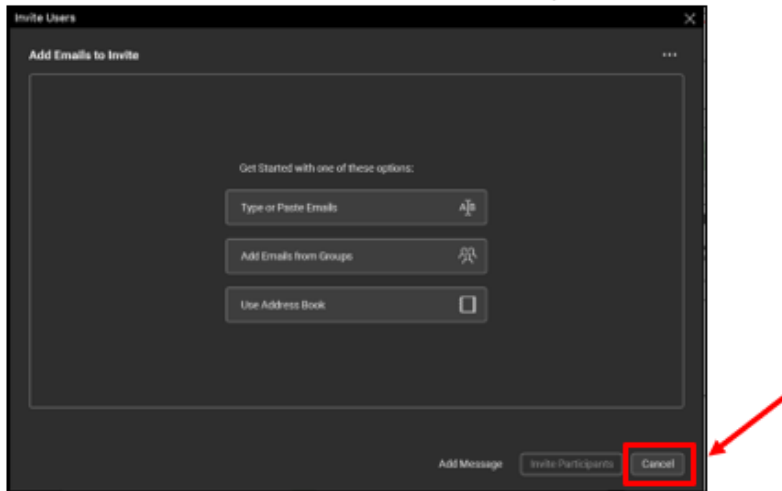 Invite Users
Add Emails to Invite
Get Started with one of these options:
Type or Paste Emails
Add Emails from Groups
Use Address Book
Add Message Invite Participants Cancel